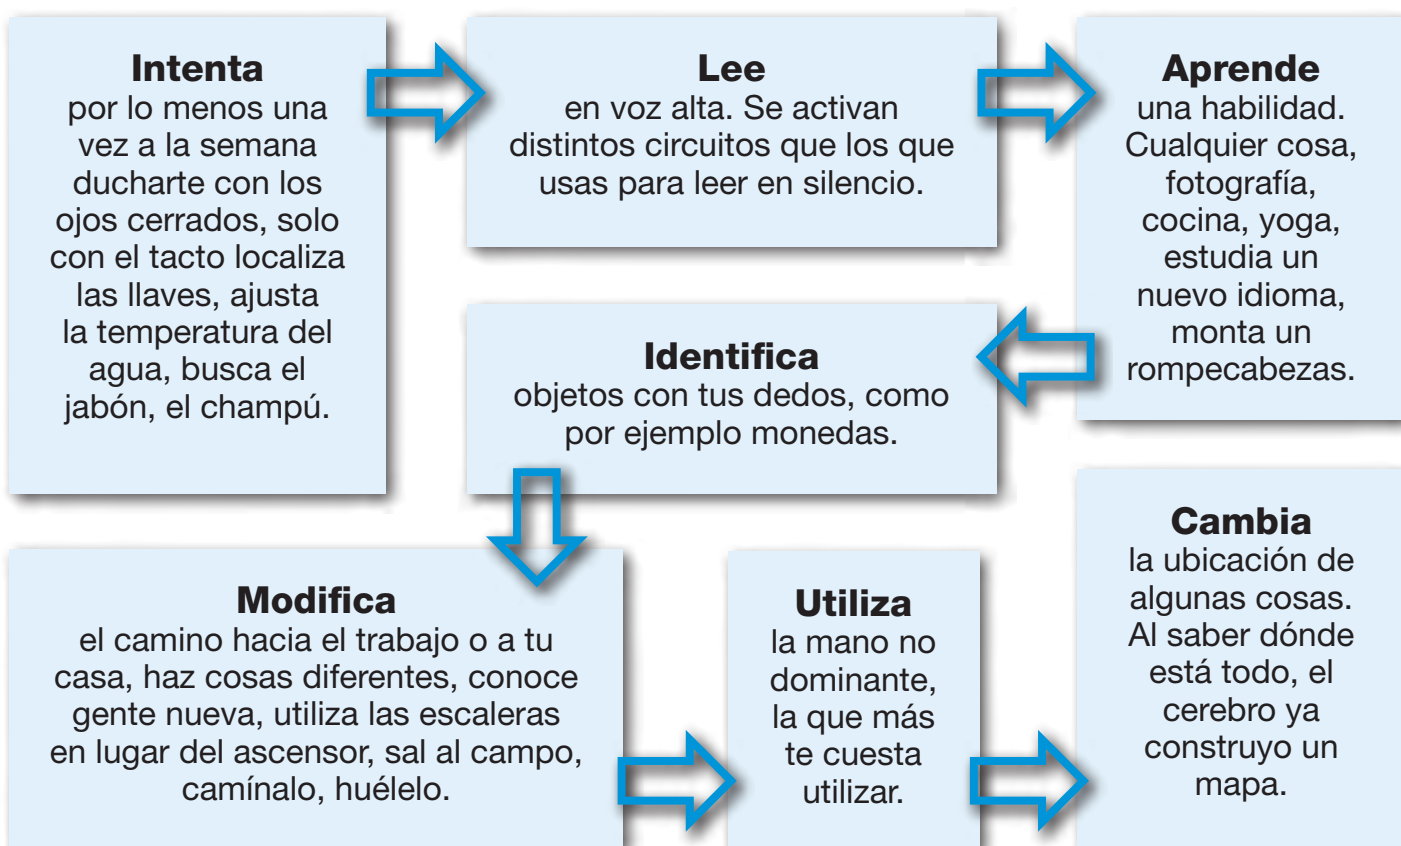 Intenta
por lo menos una
vez a la semana
ducharte con los
ojos cerrados, solo
con el tacto localiza
las llaves, ajusta
la temperatura del
agua, busca el
jabón, el champú.
Lee
en voz alta. Se activan
distintos circuitos que los que
usas para leer en silencio.
Aprende
una habilidad.
Cualquier cosa,
fotografía,
cocina, yoga,
estudia un
nuevo idioma,
monta un
rompecabezas.
Identifica
objetos con tus dedos, como
por ejemplo monedas.
Modifica
el camino hacia el trabajo o a tu
casa, haz cosas diferentes, conoce
gente nueva, utiliza las escaleras
en lugar del ascensor, sal al campo,
camínalo, huélelo.
Utiliza
la mano no
dominante,
la que más
te cuesta
utilizar.
Cambia
la ubicación de
algunas cosas.
Al saber dónde
está todo, el
cerebro ya
construyo un
mapa.